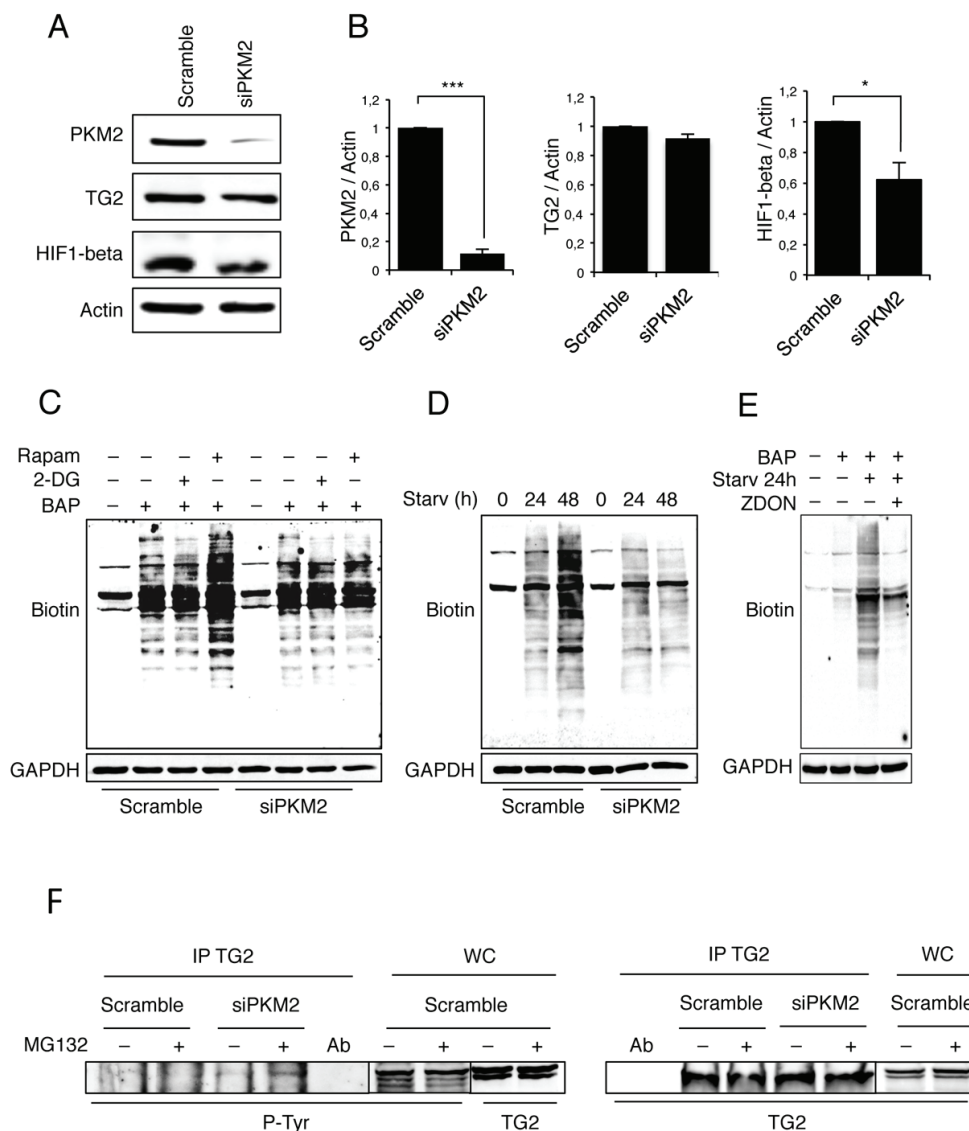 A
Scramble
siPKM2
PKM2
TG2
HIF1-beta
Actin
B
***
1,2
1
0,8
0,6
0,4
0,2
0
PKM2 / Actin
Scramble
siPKM2
1,2
1
0,8
0,6
0,4
0,2
0
TG2 / Actin
Scramble
siPKM2
*
1,2
1
0,8
0,6
0,4
0,2
0
HIF1-beta / Actin
Scramble
siPKM2
C
Rapam – – – + – – – +
2-DG – – + – – – + –
BAP – + + + – + + +
Biotin
GAPDH
Scramble siPKM2
D
Starv (h) 0 24 48 0 24 48
Biotin
GAPDH
Scramble siPKM2
E
BAP – + + +
Starv 24h – – + +
ZDON – – – +
Biotin
GAPDH
F
IP TG2 WC
Scramble siPKM2 Scramble
MG132 – + – + Ab – + – +
P-Tyr TG2
IP TG2 WC
Scramble siPKM2 Scramble
Ab – + – + – +
TG2